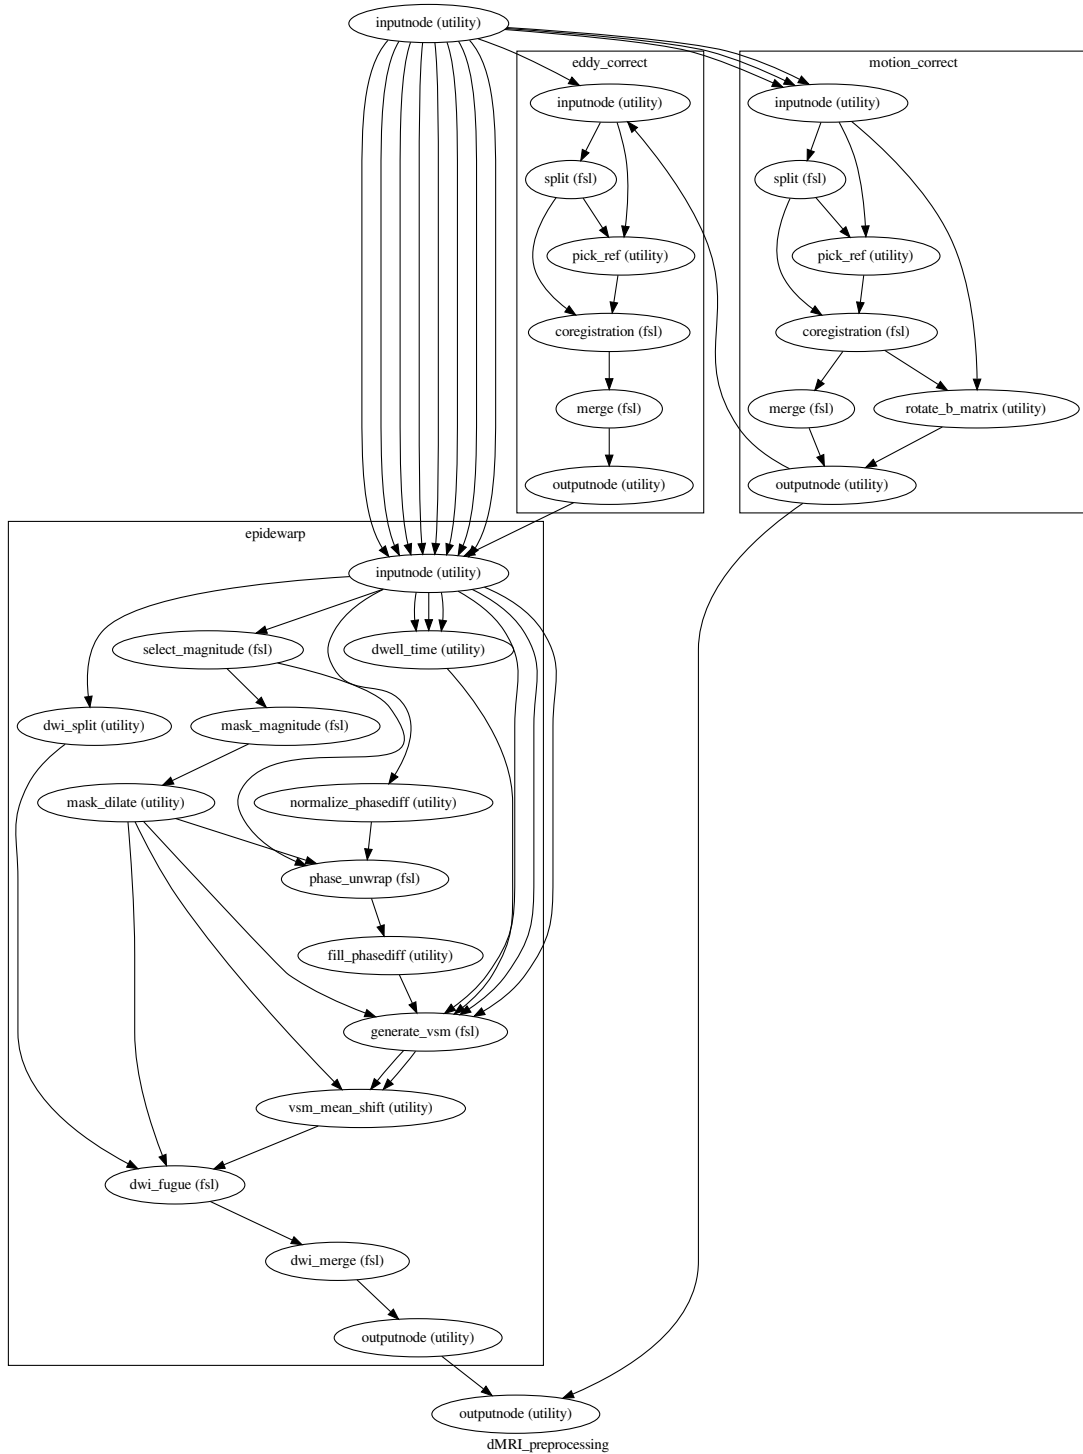 inputnode (utility)
eddy_correct
inputnode (utility)
split (fsl)
pick_ref (utility)
coregistration (fsl)
merge (fsl)
outputnode (utility)
motion_correct
inputnode (utility)
split (fsl)
pick_ref (utility)
coregistration (fsl)
merge (fsl)
rotate_b_matrix (utility)
outputnode (utility)
epidewarp
inputnode (utility)
select_magnitude (fsl)
dwell_time (utility)
dwi_split (utility)
mask_magnitude (fsl)
mask_dilate (utility)
normalize_phasediff (utility)
phase_unwrap (fsl)
fill_phasediff (utility)
generate_vsm (fsl)
vsm_mean_shift (utility)
dwi_fugue (fsl)
dwi_merge (fsl)
outputnode (utility)
outputnode (utility)
dMRI_preprocessing